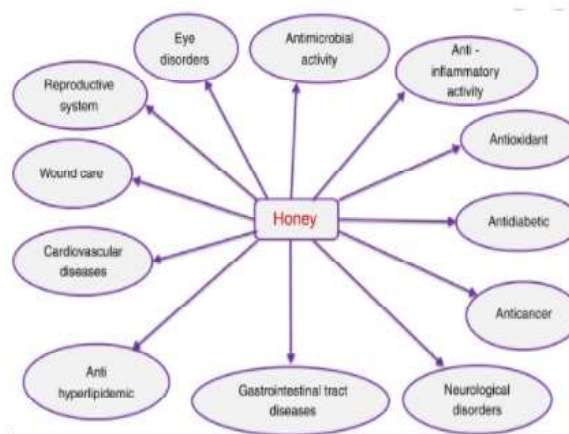 Eye
disorders
Antimicrobial
activity
Anti -
inflammatory
activity
Reproductive
system
Antioxidant
Wound care
Honey
Antidiabetic
Cardiovascular
diseases
Anticancer
Anti
hyperlipidemic
Gastrointestinal tract
diseases
Neurological
disorders